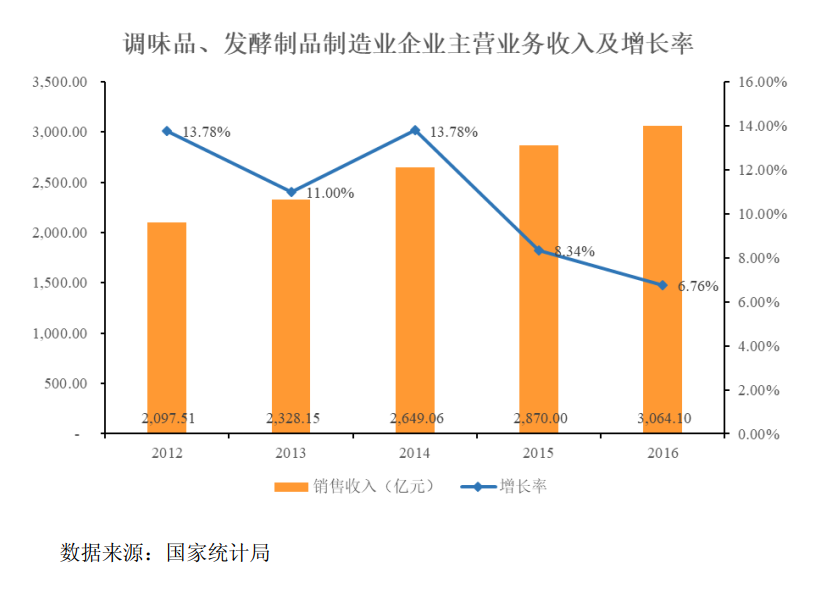 调味品、发酵制品制造业企业主营业务收入及增长率
3,500.00 16.00%
3,000.00 13.78% 13.78% 14.00%
2,500.00 11.00% 12.00%
2,000.00 10.00%
1,500.00 8.34% 8.00%
1,000.00 6.76% 6.00%
500.00 4.00%
2,097.51 2,328.15 2,649.06 2,870.00 3,064.10 2.00%
- 0.00%
2012 2013 2014 2015 2016
销售收入（亿元） 增长率
数据来源：国家统计局